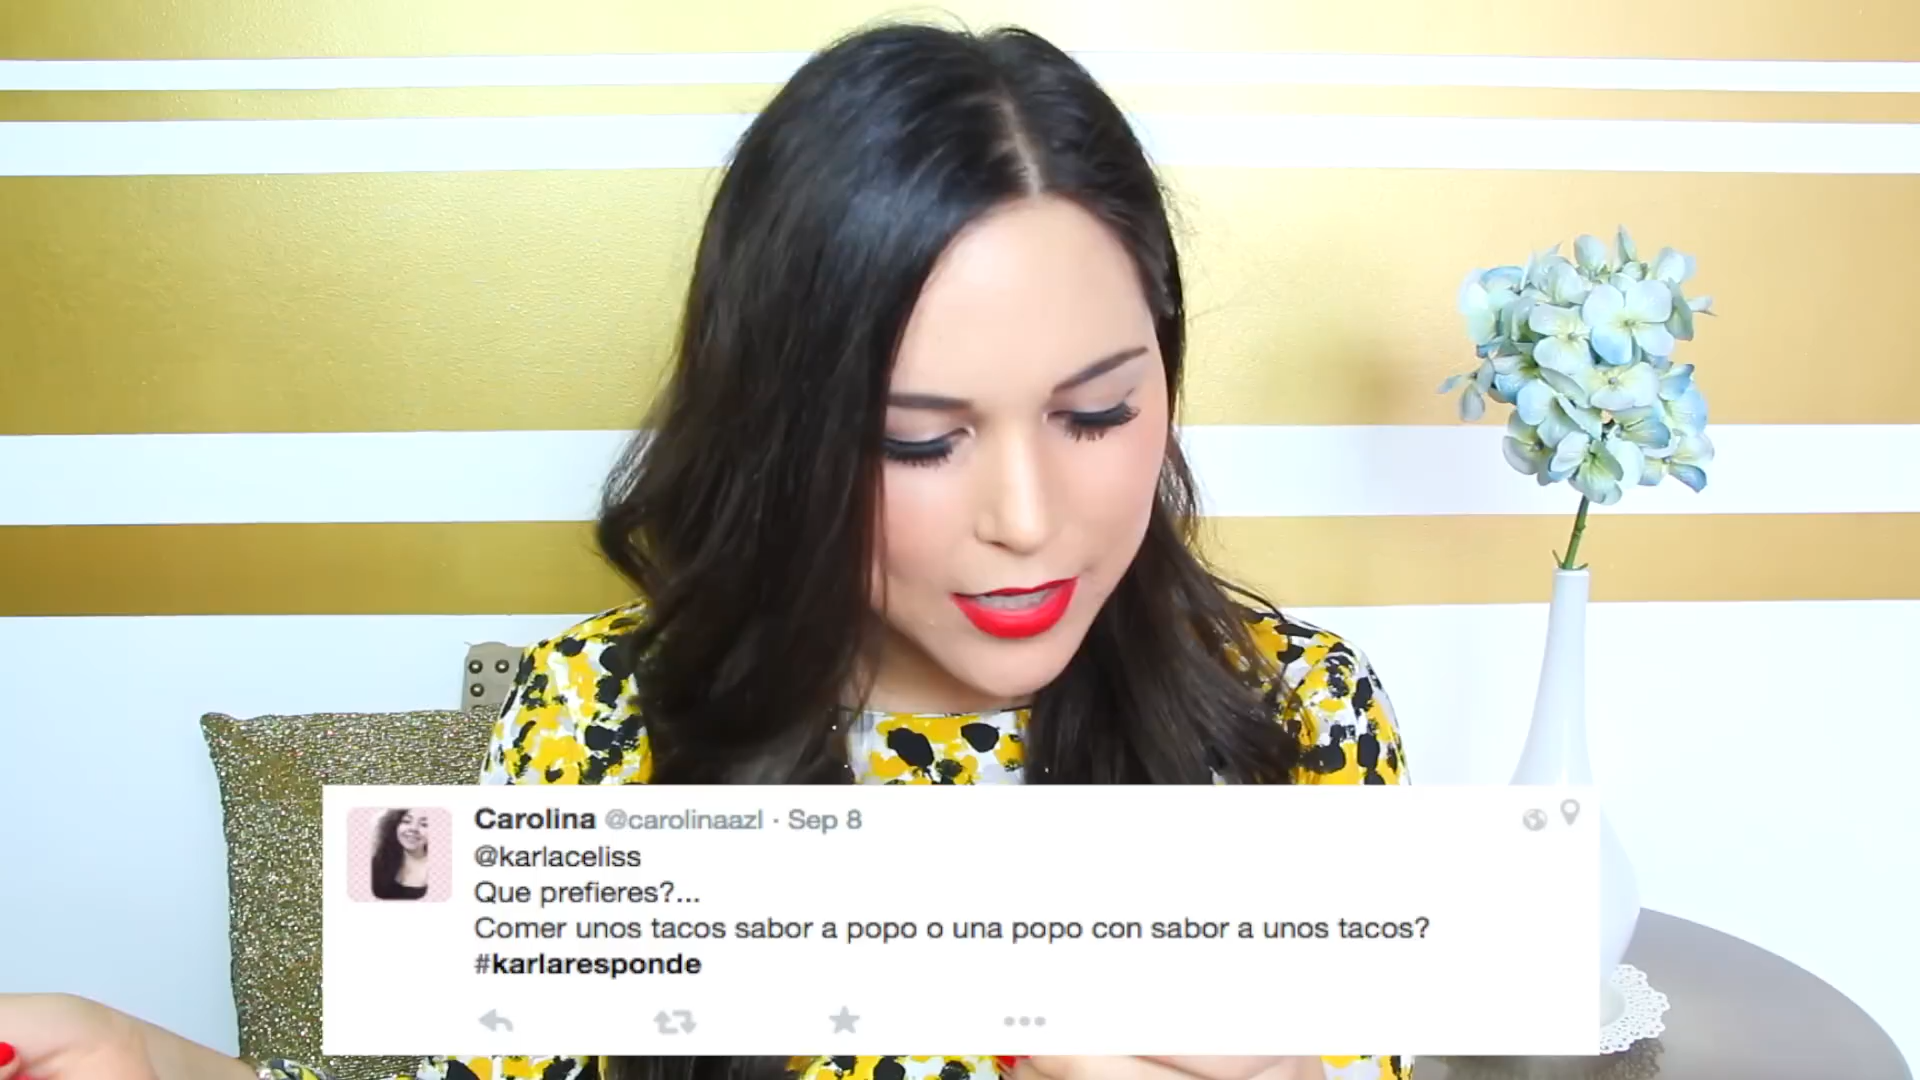 Carolina @carolinaazl · Sep 8
@karlaceliss
Que prefieres?...
Comer unos tacos sabor a popo o una popo con sabor a unos tacos?
#karlaresponde